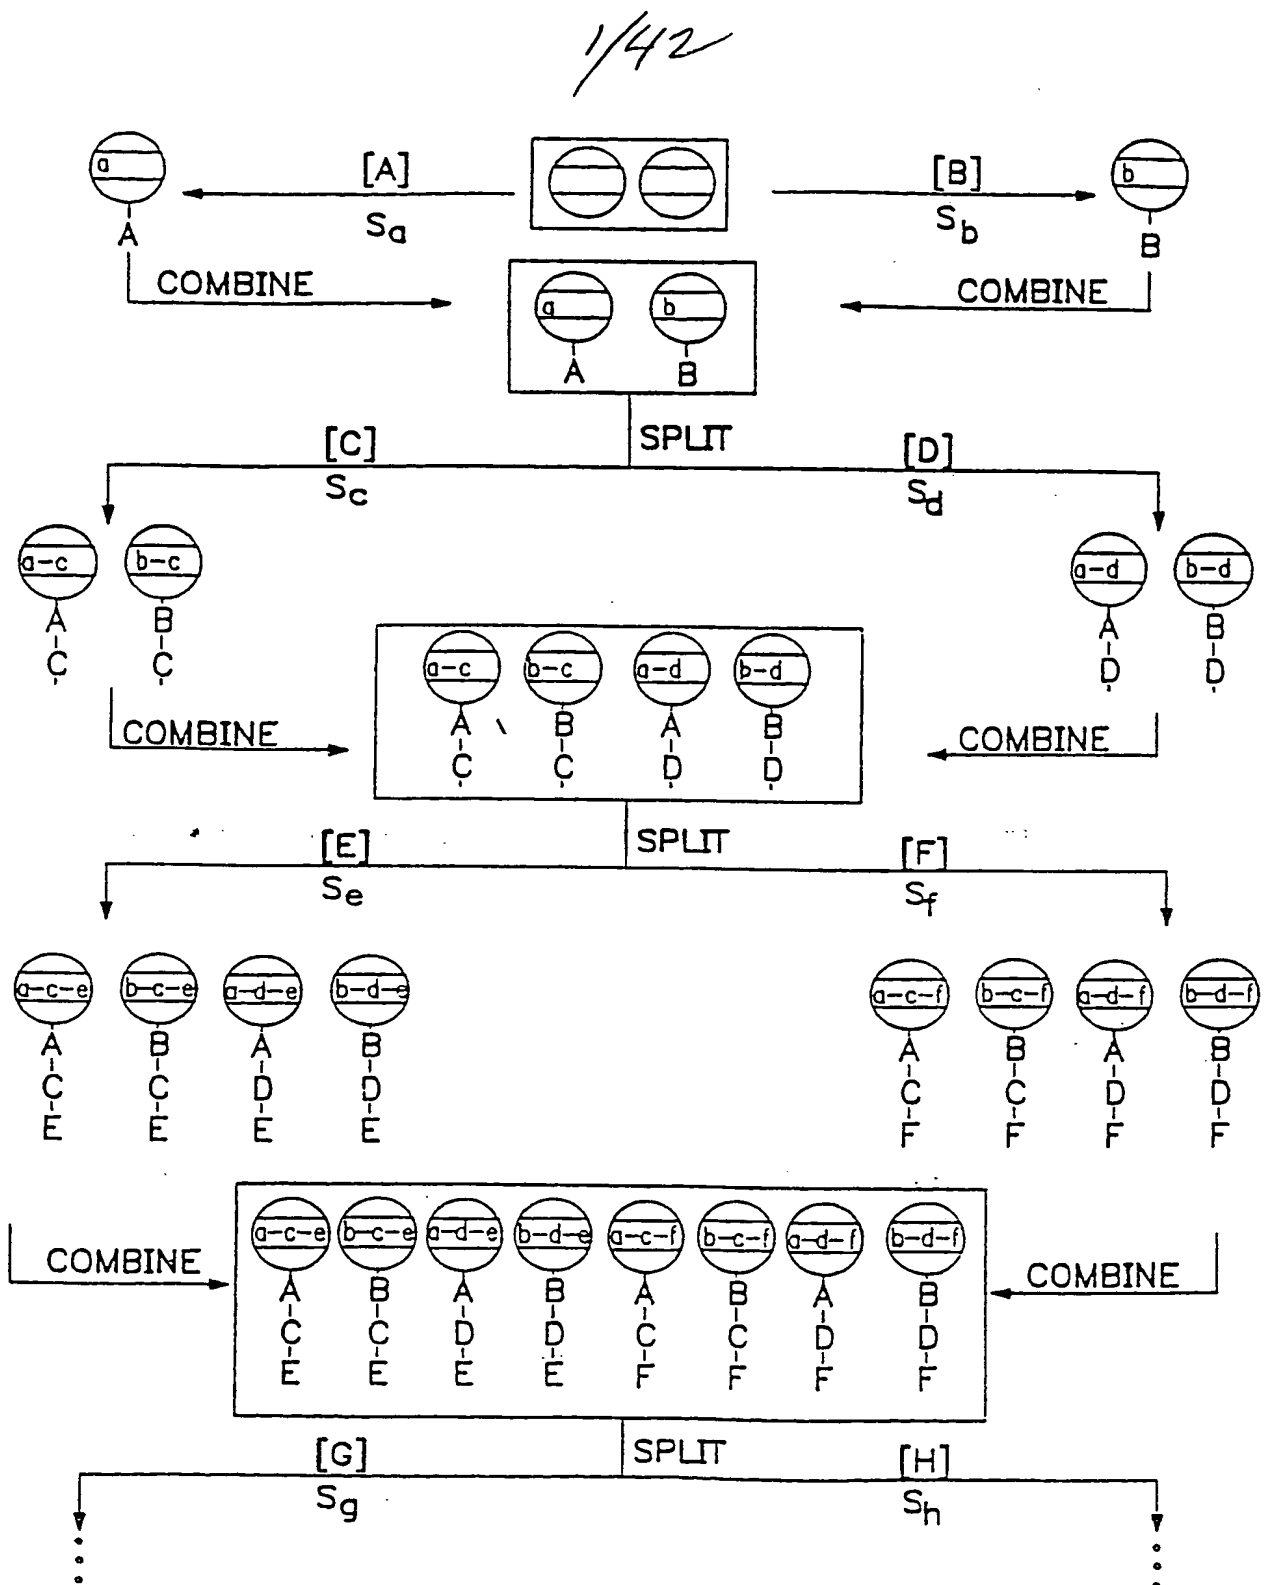 1/42
[A] [B]
a b
Sa Sb
A B
COMBINE COMBINE
a b
A B
SPLIT
[C] [D]
Sc Sd
a-c b-c a-d b-d
A B A B
C C D D
a-c b-c a-d b-d
A B A B
C C D D
COMBINE COMBINE
SPLIT
[E] [F]
Se Sf
a-c-e b-c-e a-d-e b-d-e a-c-f b-c-f a-d-f b-d-f
A B A B A B A B
C C D D C C D D
E E E E F F F F
a-c-e b-c-e a-d-e b-d-e a-c-f b-c-f a-d-f b-d-f
COMBINE COMBINE
A B A B A B A B
C C D D C C D D
E E E E F F F F
SPLIT
[G] [H]
Sg Sh